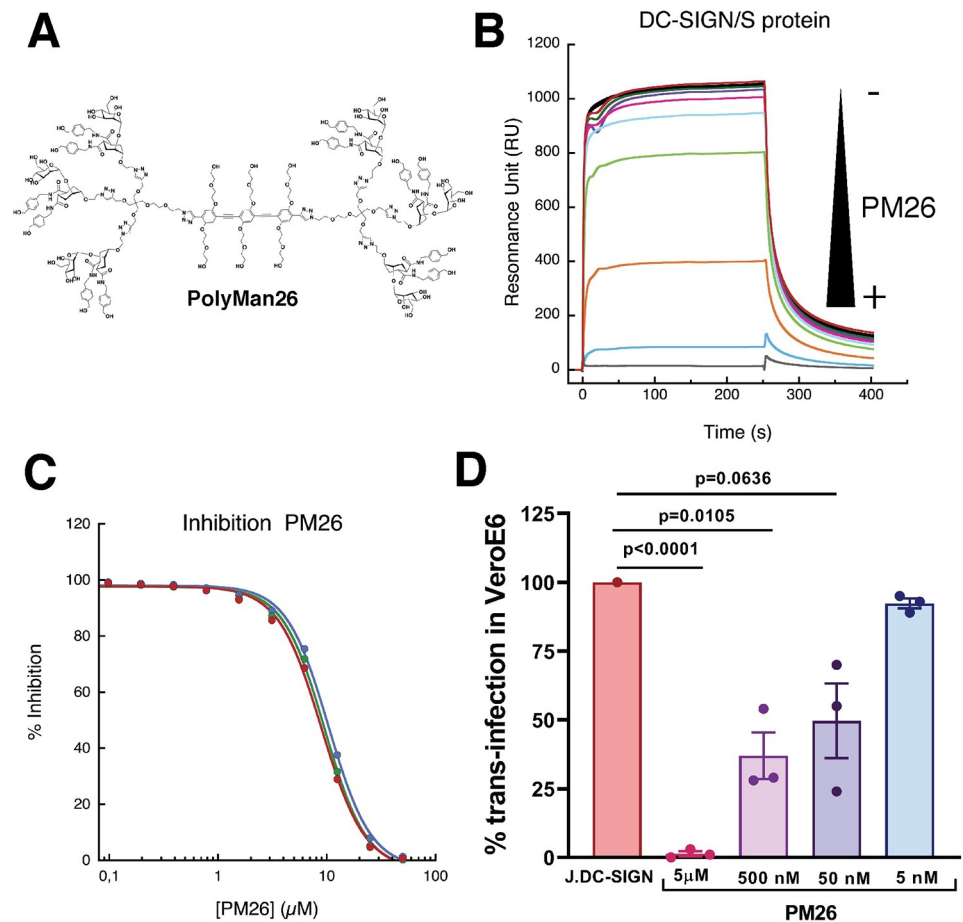 A
PolyMan26
B
DC-SIGN/S protein
Resonnance Unit (RU)
1200
1000
800
600
400
200
0
0
100
200
300
400
Time (s)
-
PM26
+
C
Inhibition PM26
% Inhibition
120
100
80
60
40
20
0
0,1
1
10
100
[PM26] (µM)
D
p=0.0636
p=0.0105
p<0.0001
% trans-infection in VeroE6
125
100
75
50
25
0
J.DC-SIGN
5µM
500 nM
50 nM
5 nM
PM26